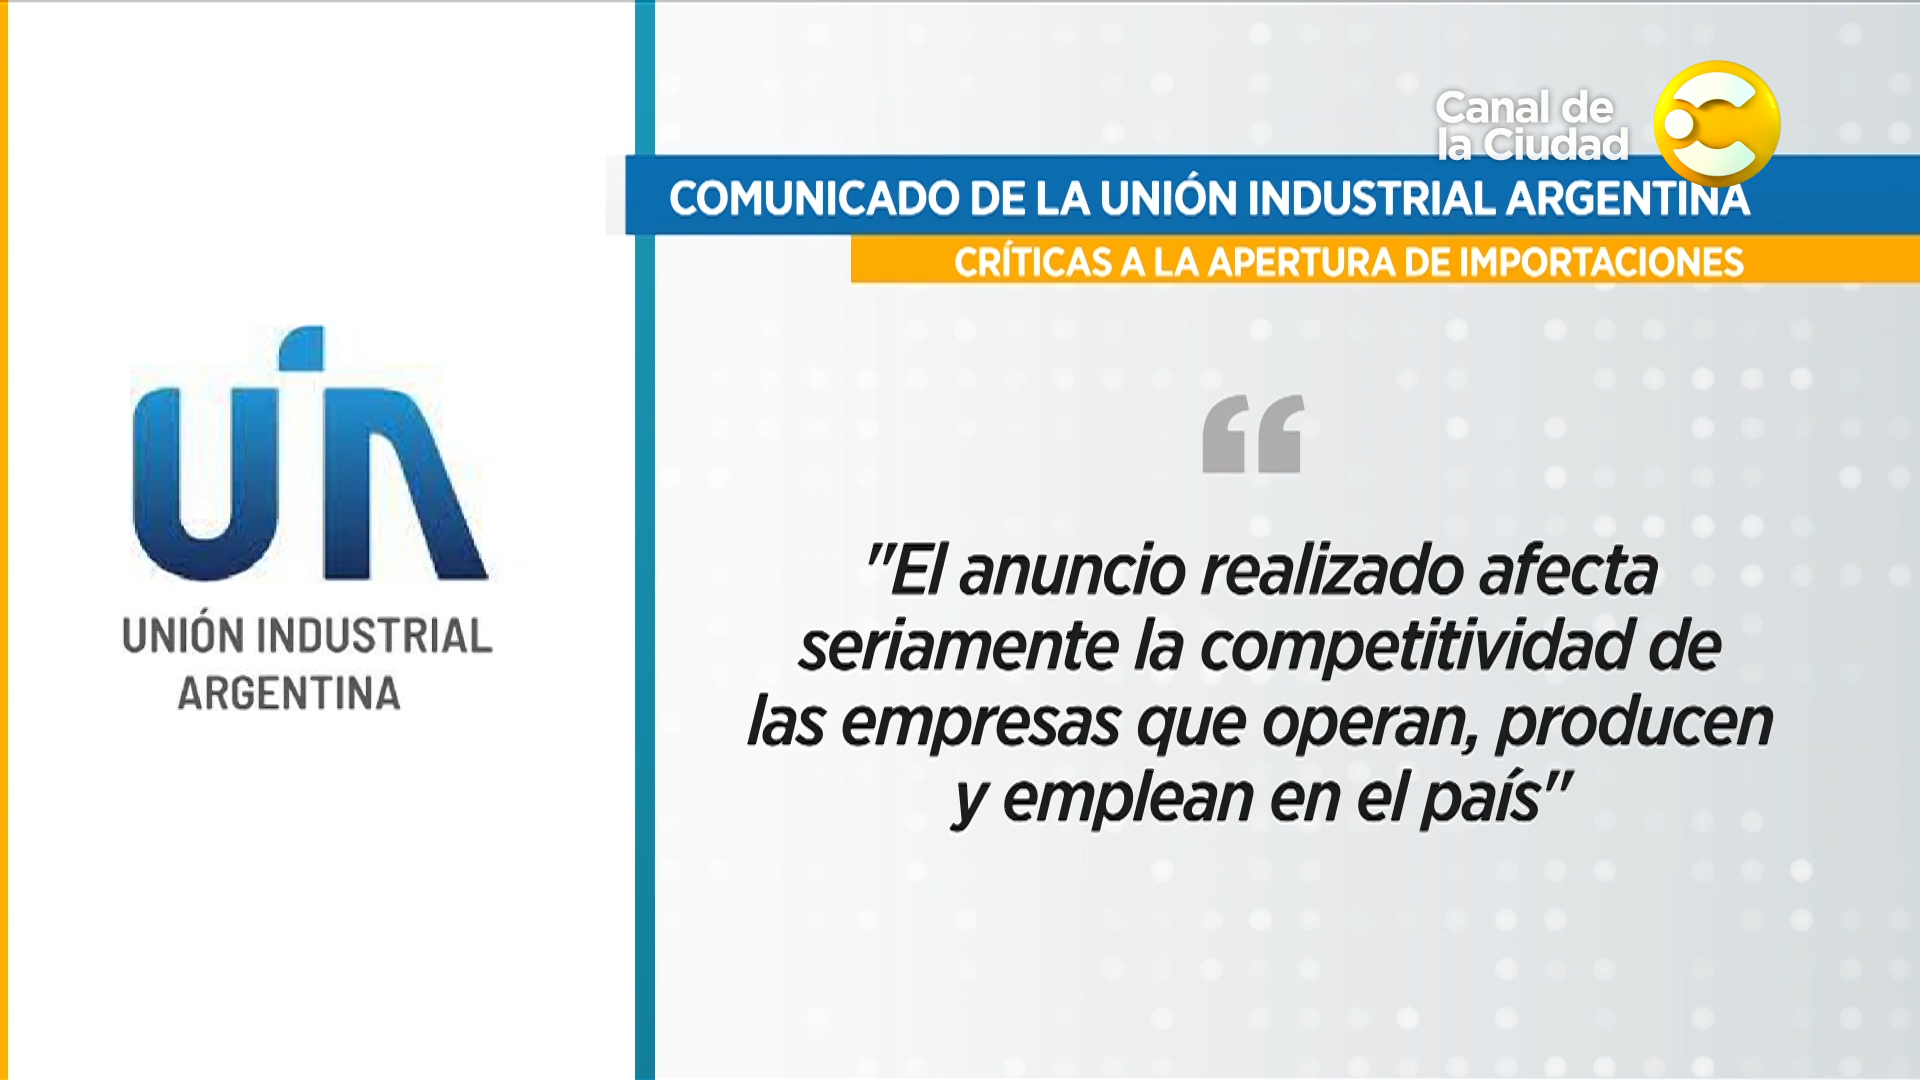 Canal de
la Ciudad
COMUNICADO DE LA UNIÓN INDUSTRIAL ARGENTINA
CRÍTICAS A LA APERTURA DE IMPORTACIONES
UIA
UNIÓN INDUSTRIAL
ARGENTINA
"El anuncio realizado afecta
seriamente la competitividad de
las empresas que operan, producen
y emplean en el país"